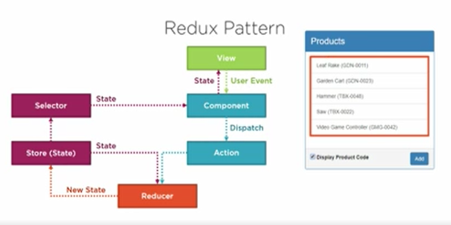 Redux Pattern
View
State
User Event
Selector
State
Component
Dispatch
Store (State)
State
Action
New State
Reducer
Products
Leaf Rake (GDN-0011)
Garden Cart (GDN-0023)
Hammer (TBX-0048)
Saw (TBX-0022)
Video Game Controller (GMG-0042)
Display Product Code
Add